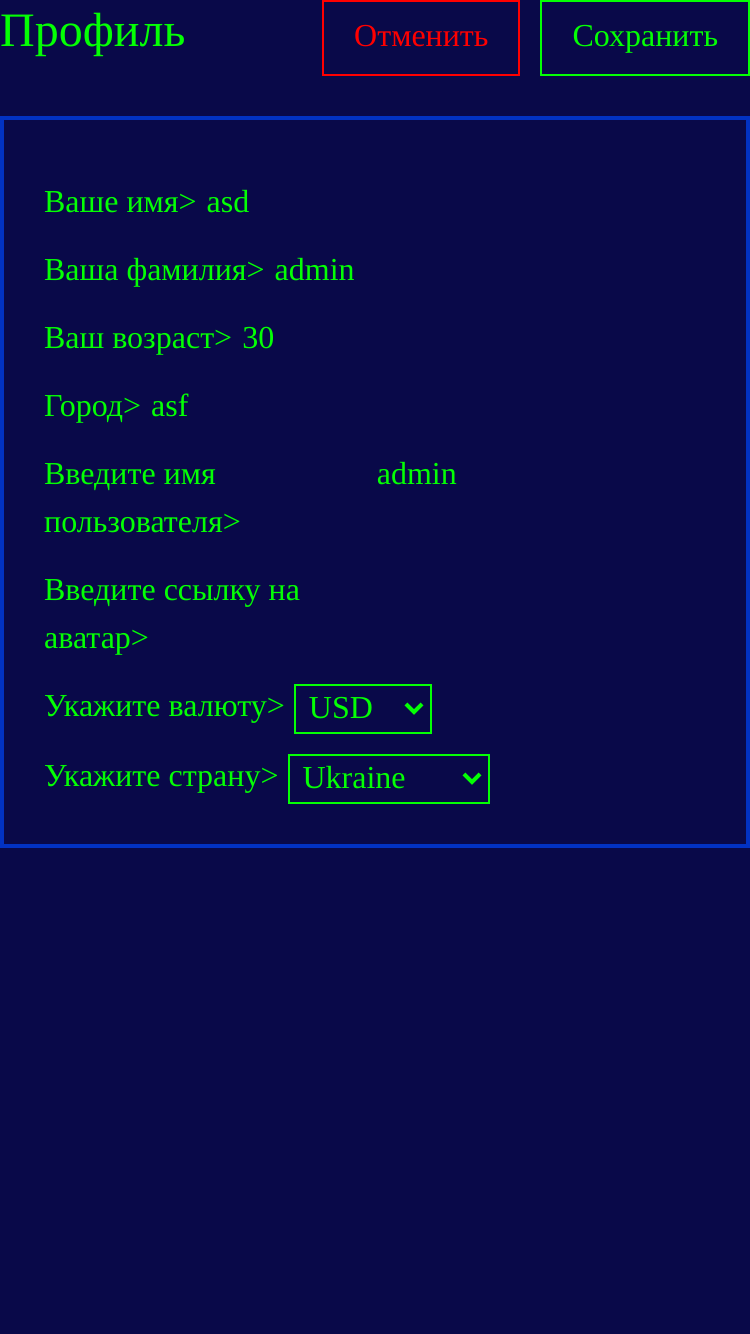 Профиль Отменить Сохранить
Ваше имя> asd
Ваша фамилия> admin
Ваш возраст> 30
Город> asf
Введите имя admin
пользователя>
Введите ссылку на
аватар>
Укажите валюту> USD
Укажите страну> Ukraine